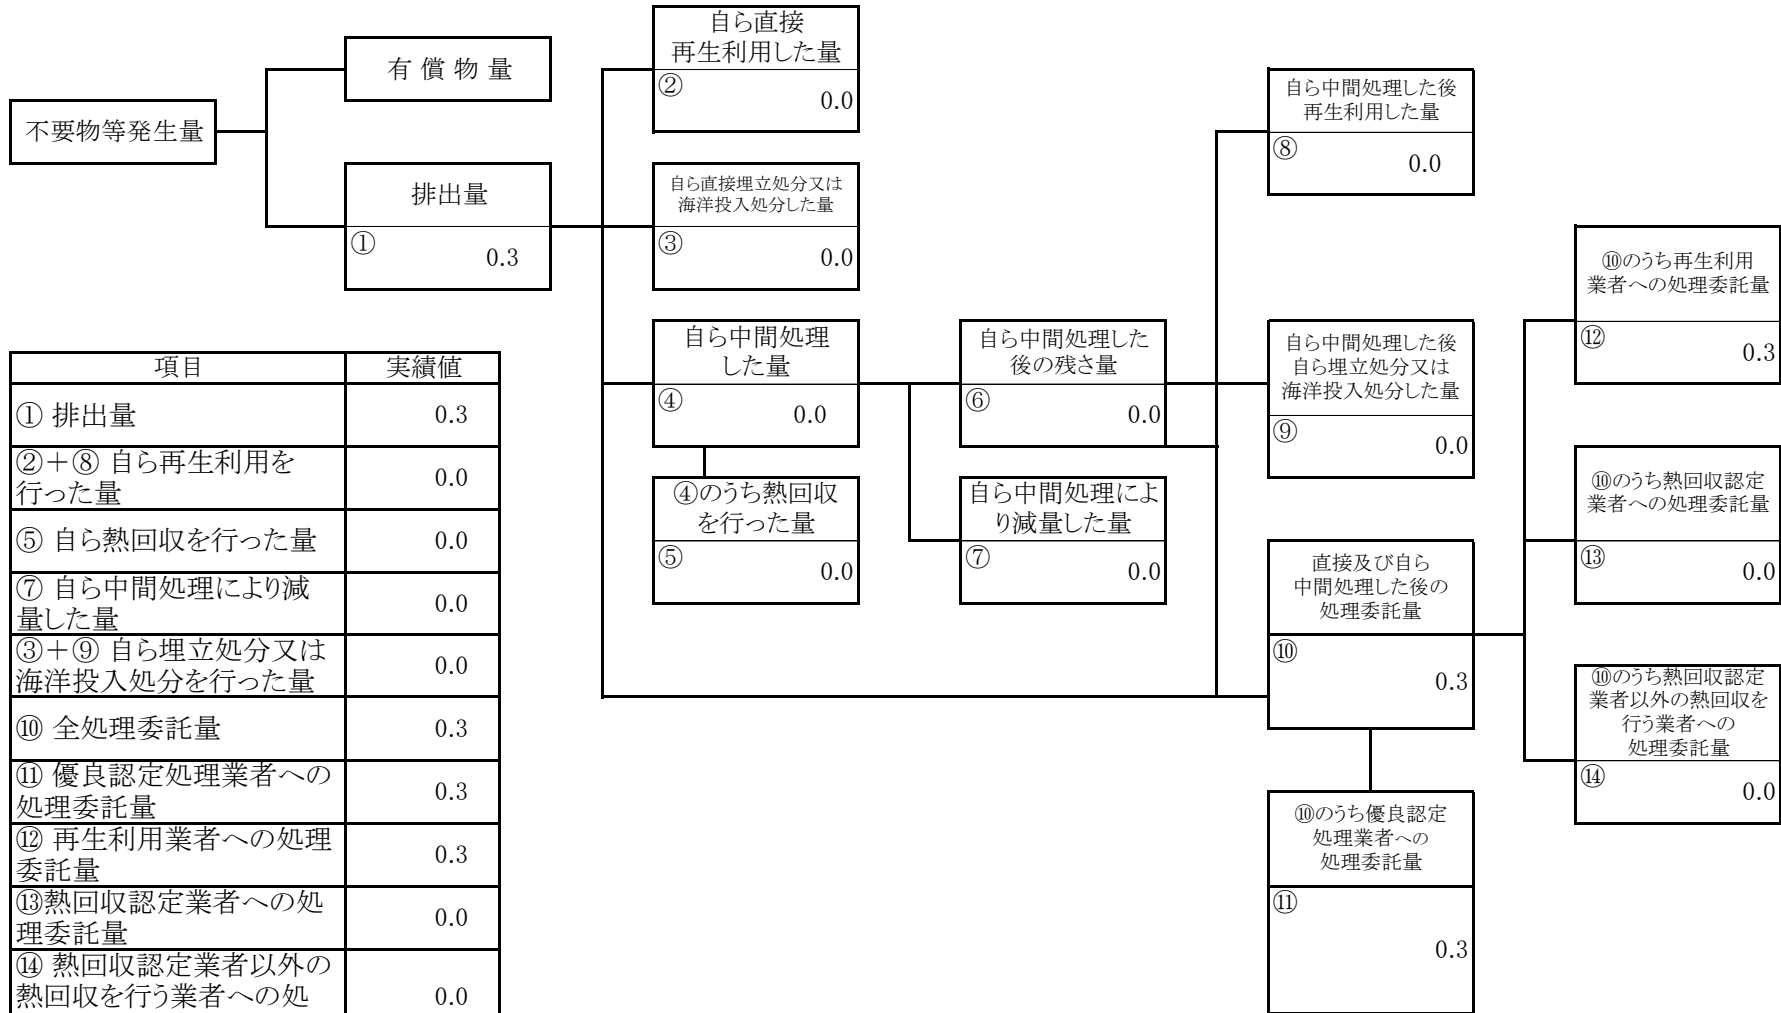 不要物等発生量
有償物量
排出量
①
0.3
自ら直接
再生利用した量
②
0.0
自ら直接埋立処分又は
海洋投入処分した量
③
0.0
自ら中間処理
した量
④
0.0
④のうち熱回収
を行った量
⑤
0.0
自ら中間処理した
後の残さ量
⑥
0.0
自ら中間処理によ
り減量した量
⑦
0.0
自ら中間処理した後
再生利用した量
⑧
0.0
自ら中間処理した後
自ら埋立処分又は
海洋投入処分した量
⑨
0.0
直接及び自ら
中間処理した後の
処理委託量
⑩
0.3
⑩のうち優良認定
処理業者への
処理委託量
⑪
0.3
⑩のうち再生利用
業者への処理委託量
⑫
0.3
⑩のうち熱回収認定
業者への処理委託量
⑬
0.0
⑩のうち熱回収認定
業者以外の熱回収を
行う業者への
処理委託量
⑭
0.0
項目 実績値
① 排出量 0.3
②+⑧ 自ら再生利用を
行った量 0.0
⑤ 自ら熱回収を行った量 0.0
⑦ 自ら中間処理により減
量した量 0.0
③+⑨ 自ら埋立処分又は
海洋投入処分を行った量 0.0
⑩ 全処理委託量 0.3
⑪ 優良認定処理業者への
処理委託量 0.3
⑫ 再生利用業者への処理
委託量 0.3
⑬熱回収認定業者への処
理委託量 0.0
⑭ 熱回収認定業者以外の
熱回収を行う業者への処 0.0